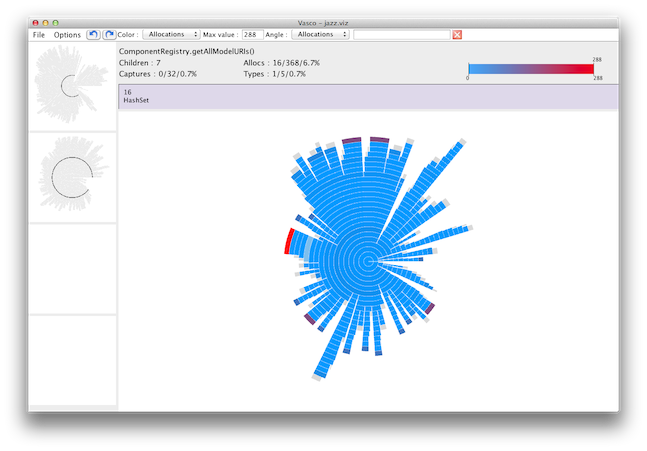 Vasco – jazz.viz
File Options Color : Allocations Max value : 288 Angle : Allocations
ComponentRegistry.getAllModelURIs()
Children : 7 Allocs : 16/368/6.7%
Captures : 0/32/0.7% Types : 1/5/0.7%
288
0 288
16
HashSet